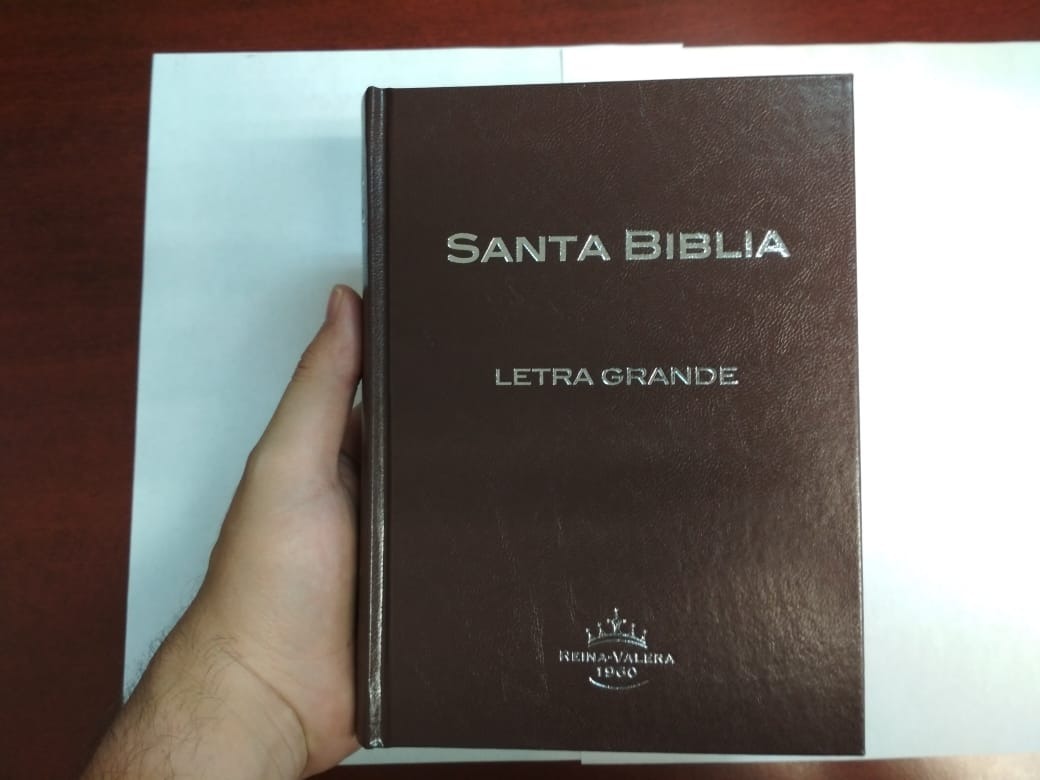 SANTA BIBLIA
LETRA GRANDE
REINA-VALERA
1960